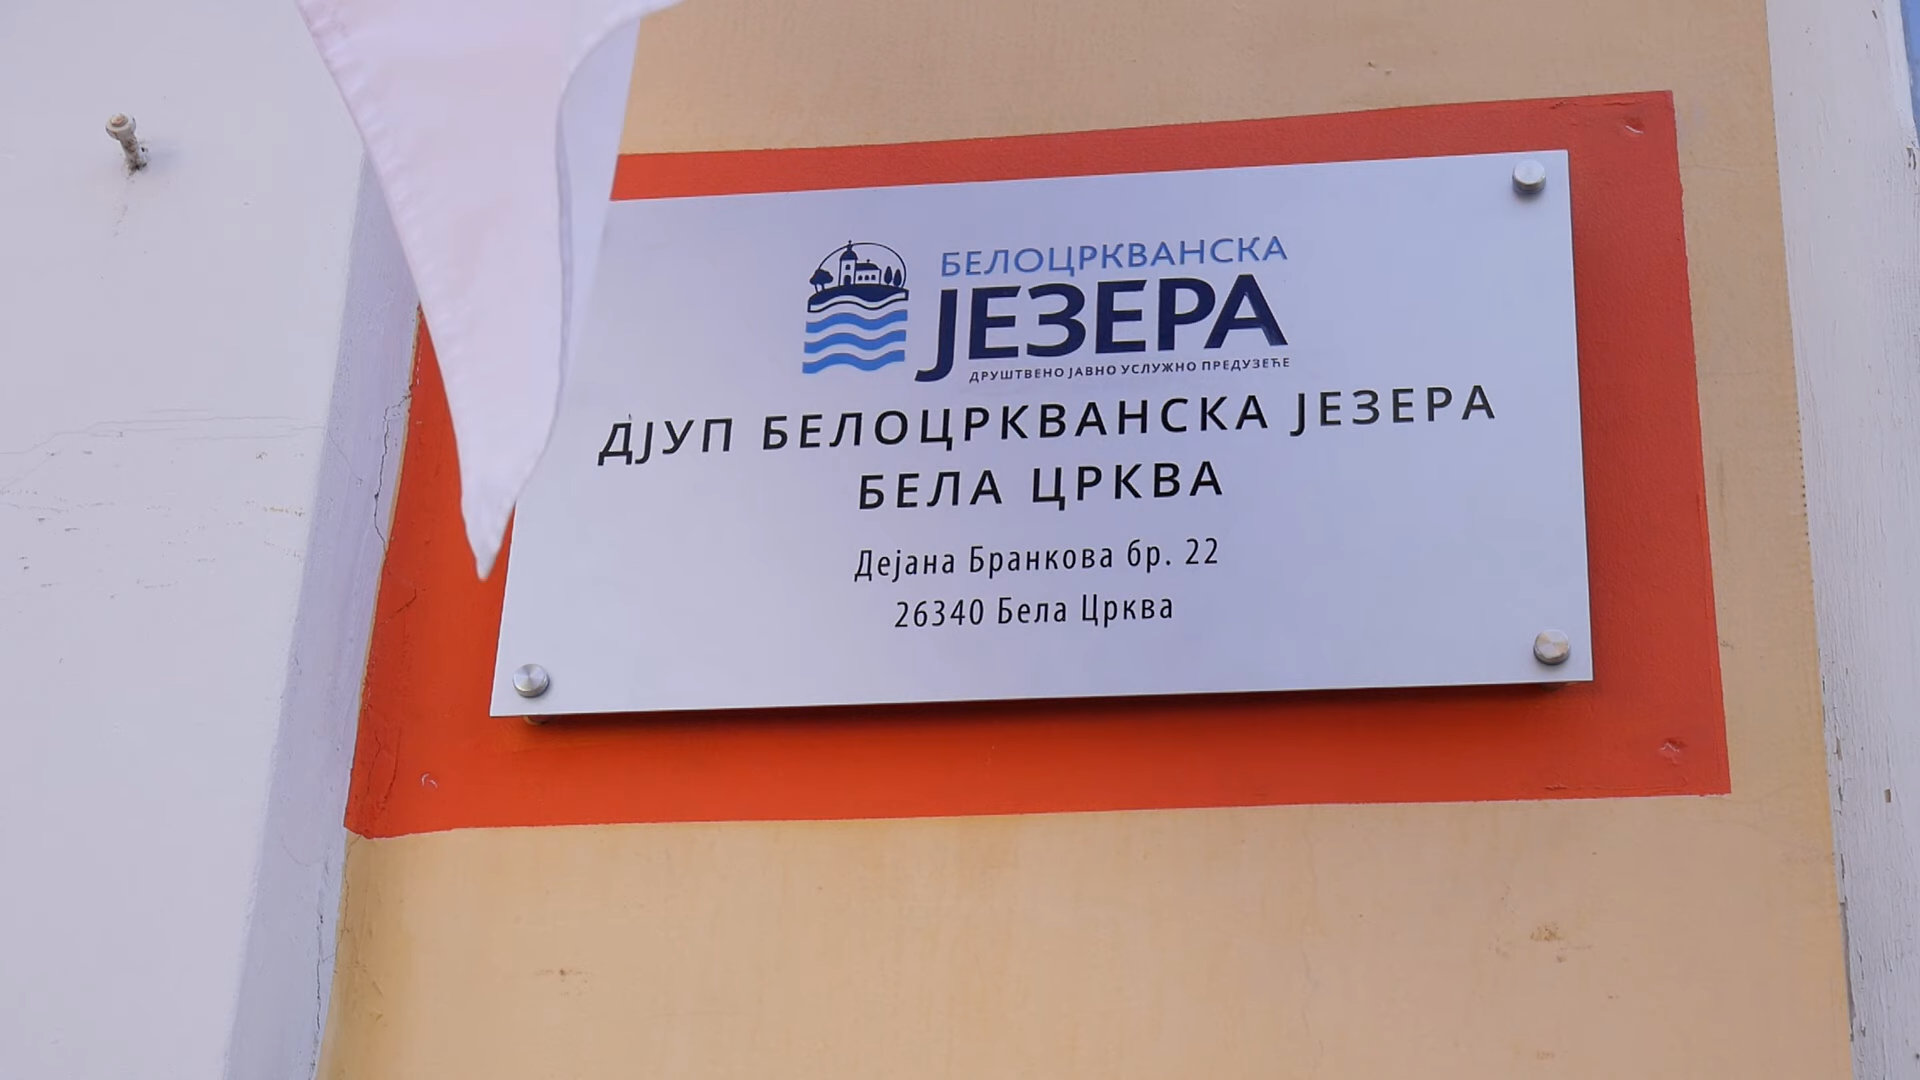 БЕЛОЦРКВАНСКА
ЈЕЗЕРА
ДРУШТВЕНО ЈАВНО УСЛУЖНО ПРЕДУЗЕЋЕ
ДЈУП БЕЛОЦРКВАНСКА ЈЕЗЕРА
БЕЛА ЦРКВА
Дејана Бранкова бр. 22
26340 Бела Црква